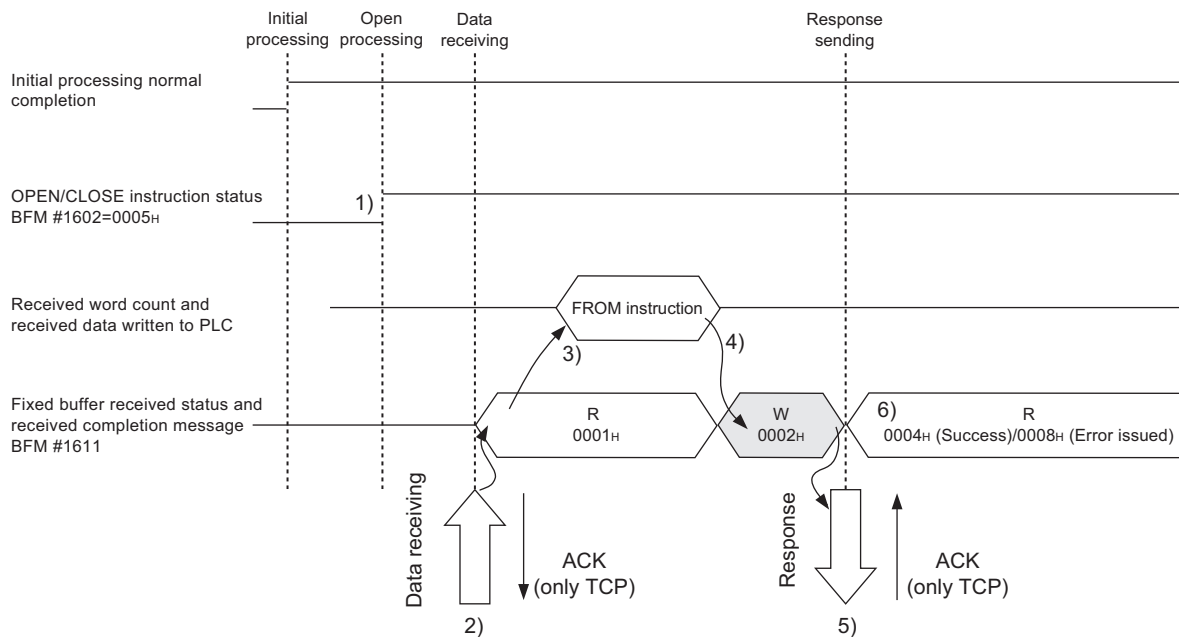 Initial
processing
Open
processing
Data
receiving
Response
sending
Initial processing normal
completion
OPEN/CLOSE instruction status
BFM #1602=0005H
1)
Received word count and
received data written to PLC
FROM instruction
3)
4)
Fixed buffer received status and
received completion message
BFM #1611
R
0001H
W
0002H
6)
R
0004H (Success)/0008H (Error issued)
Data receiving
ACK
(only TCP)
2)
Response
ACK
(only TCP)
5)